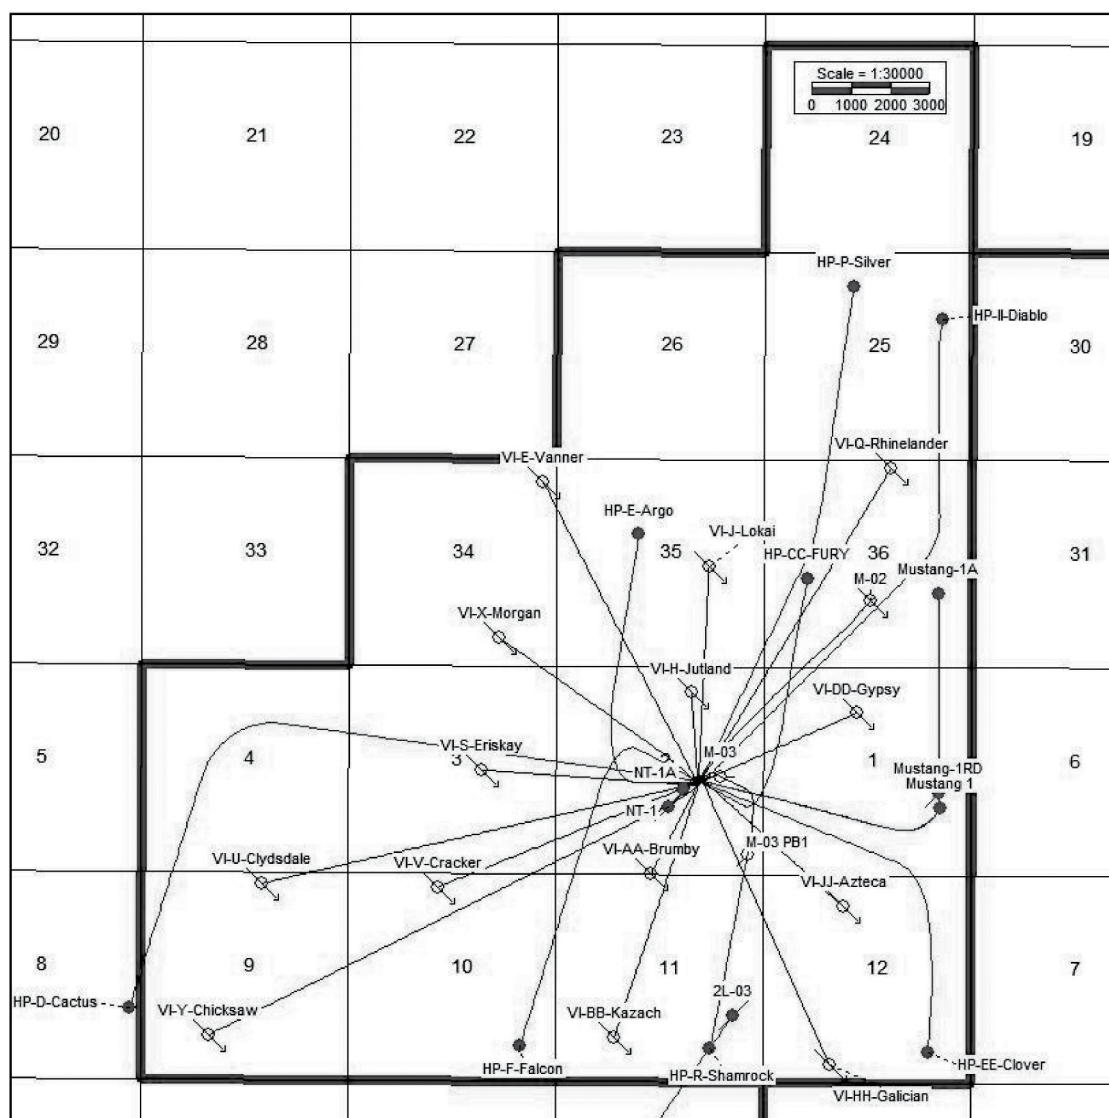 Scale = 1:30000
0 1000 2000 3000
20
21
22
23
24
19
HP-P-Silver
HP-II-Diablo
29
28
27
26
25
30
VI-Q-Rhinelander
VI-E-Vanner
HP-E-Argo
VI-J-Lokai
32
33
34
35
HP-CC-FURY
36
31
Mustang-1A
M-02
VI-X-Morgan
VI-H-Jutland
VI-DD-Gypsy
5
4
VI-S-Eriskay
3
M-03
2
1
6
NT-1A
Mustang-1RD
Mustang 1
NT-1
M-03 PB1
VI-U-Clydsdale
VI-V-Cracker
VI-AA-Brumby
VI-JJ-Azteca
8
9
10
11
12
7
HP-D-Cactus
VI-Y-Chicksaw
VI-BB-Kazach
2L-03
HP-F-Falcon
HP-R-Shamrock
HP-EE-Clover
VI-HH-Galician